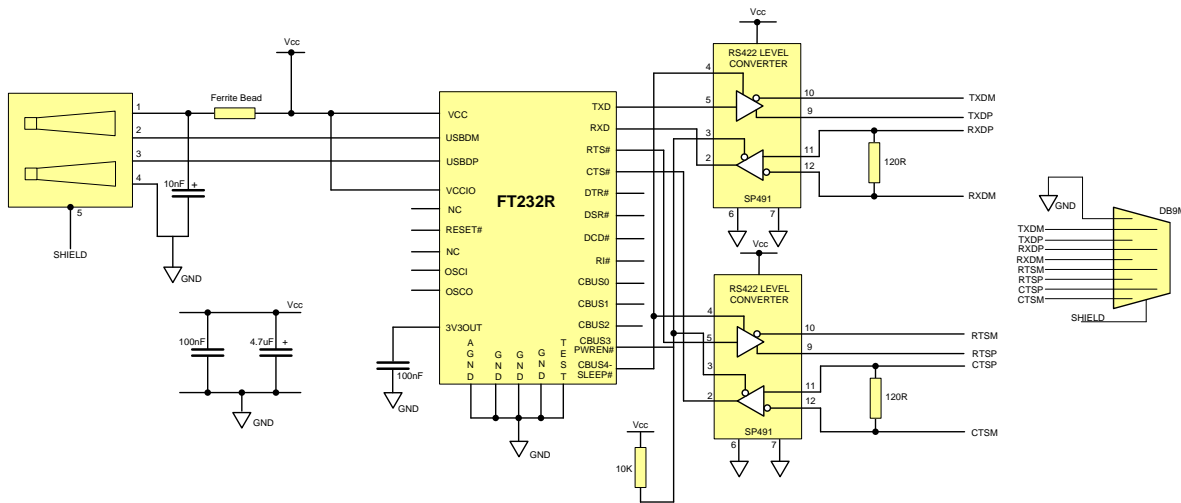 Vcc
RS422 LEVEL
CONVERTER
4
10
TXDM
5
9
TXDP
3
11
RXDP
2
12
120R
RXDM
SP491
6
7
Vcc
Ferrite Bead
1
2
3
4
5
10nF
+
SHIELD
GND
Vcc
100nF
4.7uF
+
GND
FT232R
VCC
USBDM
USBDP
VCCIO
NC
RESET#
NC
OSCI
OSCO
3V3OUT
100nF
GND
AGND
GND
GND
GND
TEST
GND
TXD
RXD
RTS#
CTS#
DTR#
DSR#
DCD#
RI#
CBUS0
CBUS1
CBUS2
CBUS3
PWREN#
CBUS4-
SLEEP#
Vcc
10K
Vcc
RS422 LEVEL
CONVERTER
4
10
RTSM
5
9
RTSP
3
11
CTSP
2
12
120R
CTSM
SP491
6
7
GND
DB9M
TXDM
TXDP
RXDP
RXDM
RTSM
RTSP
CTSP
CTSM
SHIELD